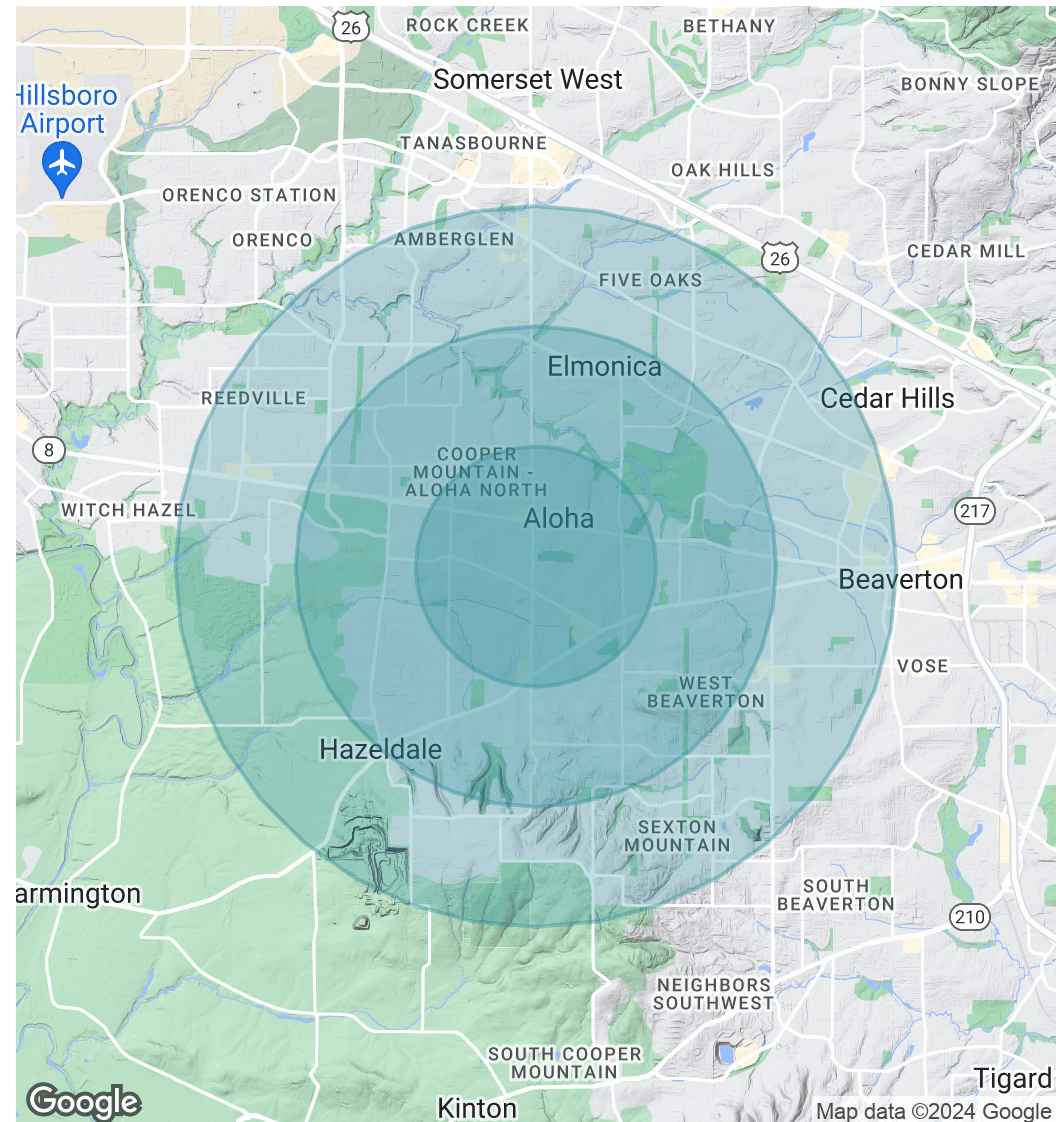 ROCK CREEK
BETHANY
26
Somerset West
BONNY SLOPE
Hillsboro
Airport
TANASBOURNE
OAK HILLS
ORENCO STATION
ORENCO
AMBERGLEN
CEDAR MILL
26
FIVE OAKS
Elmonica
REEDVILLE
Cedar Hills
8
COOPER
MOUNTAIN -
ALOHA NORTH
WITCH HAZEL
Aloha
217
Beaverton
VOSE
WEST
BEAVERTON
Hazeldale
SEXTON
MOUNTAIN
armington
SOUTH
BEAVERTON
210
NEIGHBORS
SOUTHWEST
SOUTH COOPER
MOUNTAIN
Tigard
Google
Kinton
Map data ©2024 Google